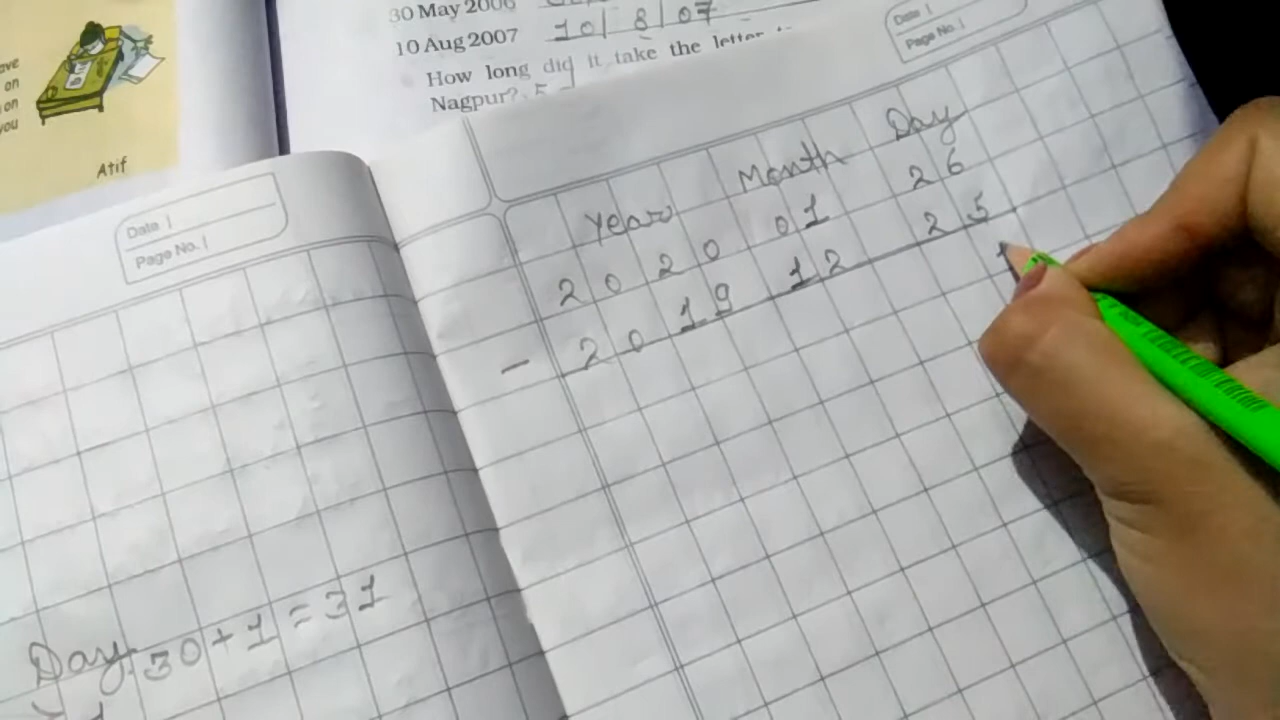 ave
on
on
you
Atif
30 May 2006
10 Aug 2007 10/8/07
How long did it take the letter
Nagpur? 5
Date |
Page No. |
Date |
Page No. |
Year Month Day
2020 01 26
- 2019 12 25
1
Day 30+1=31